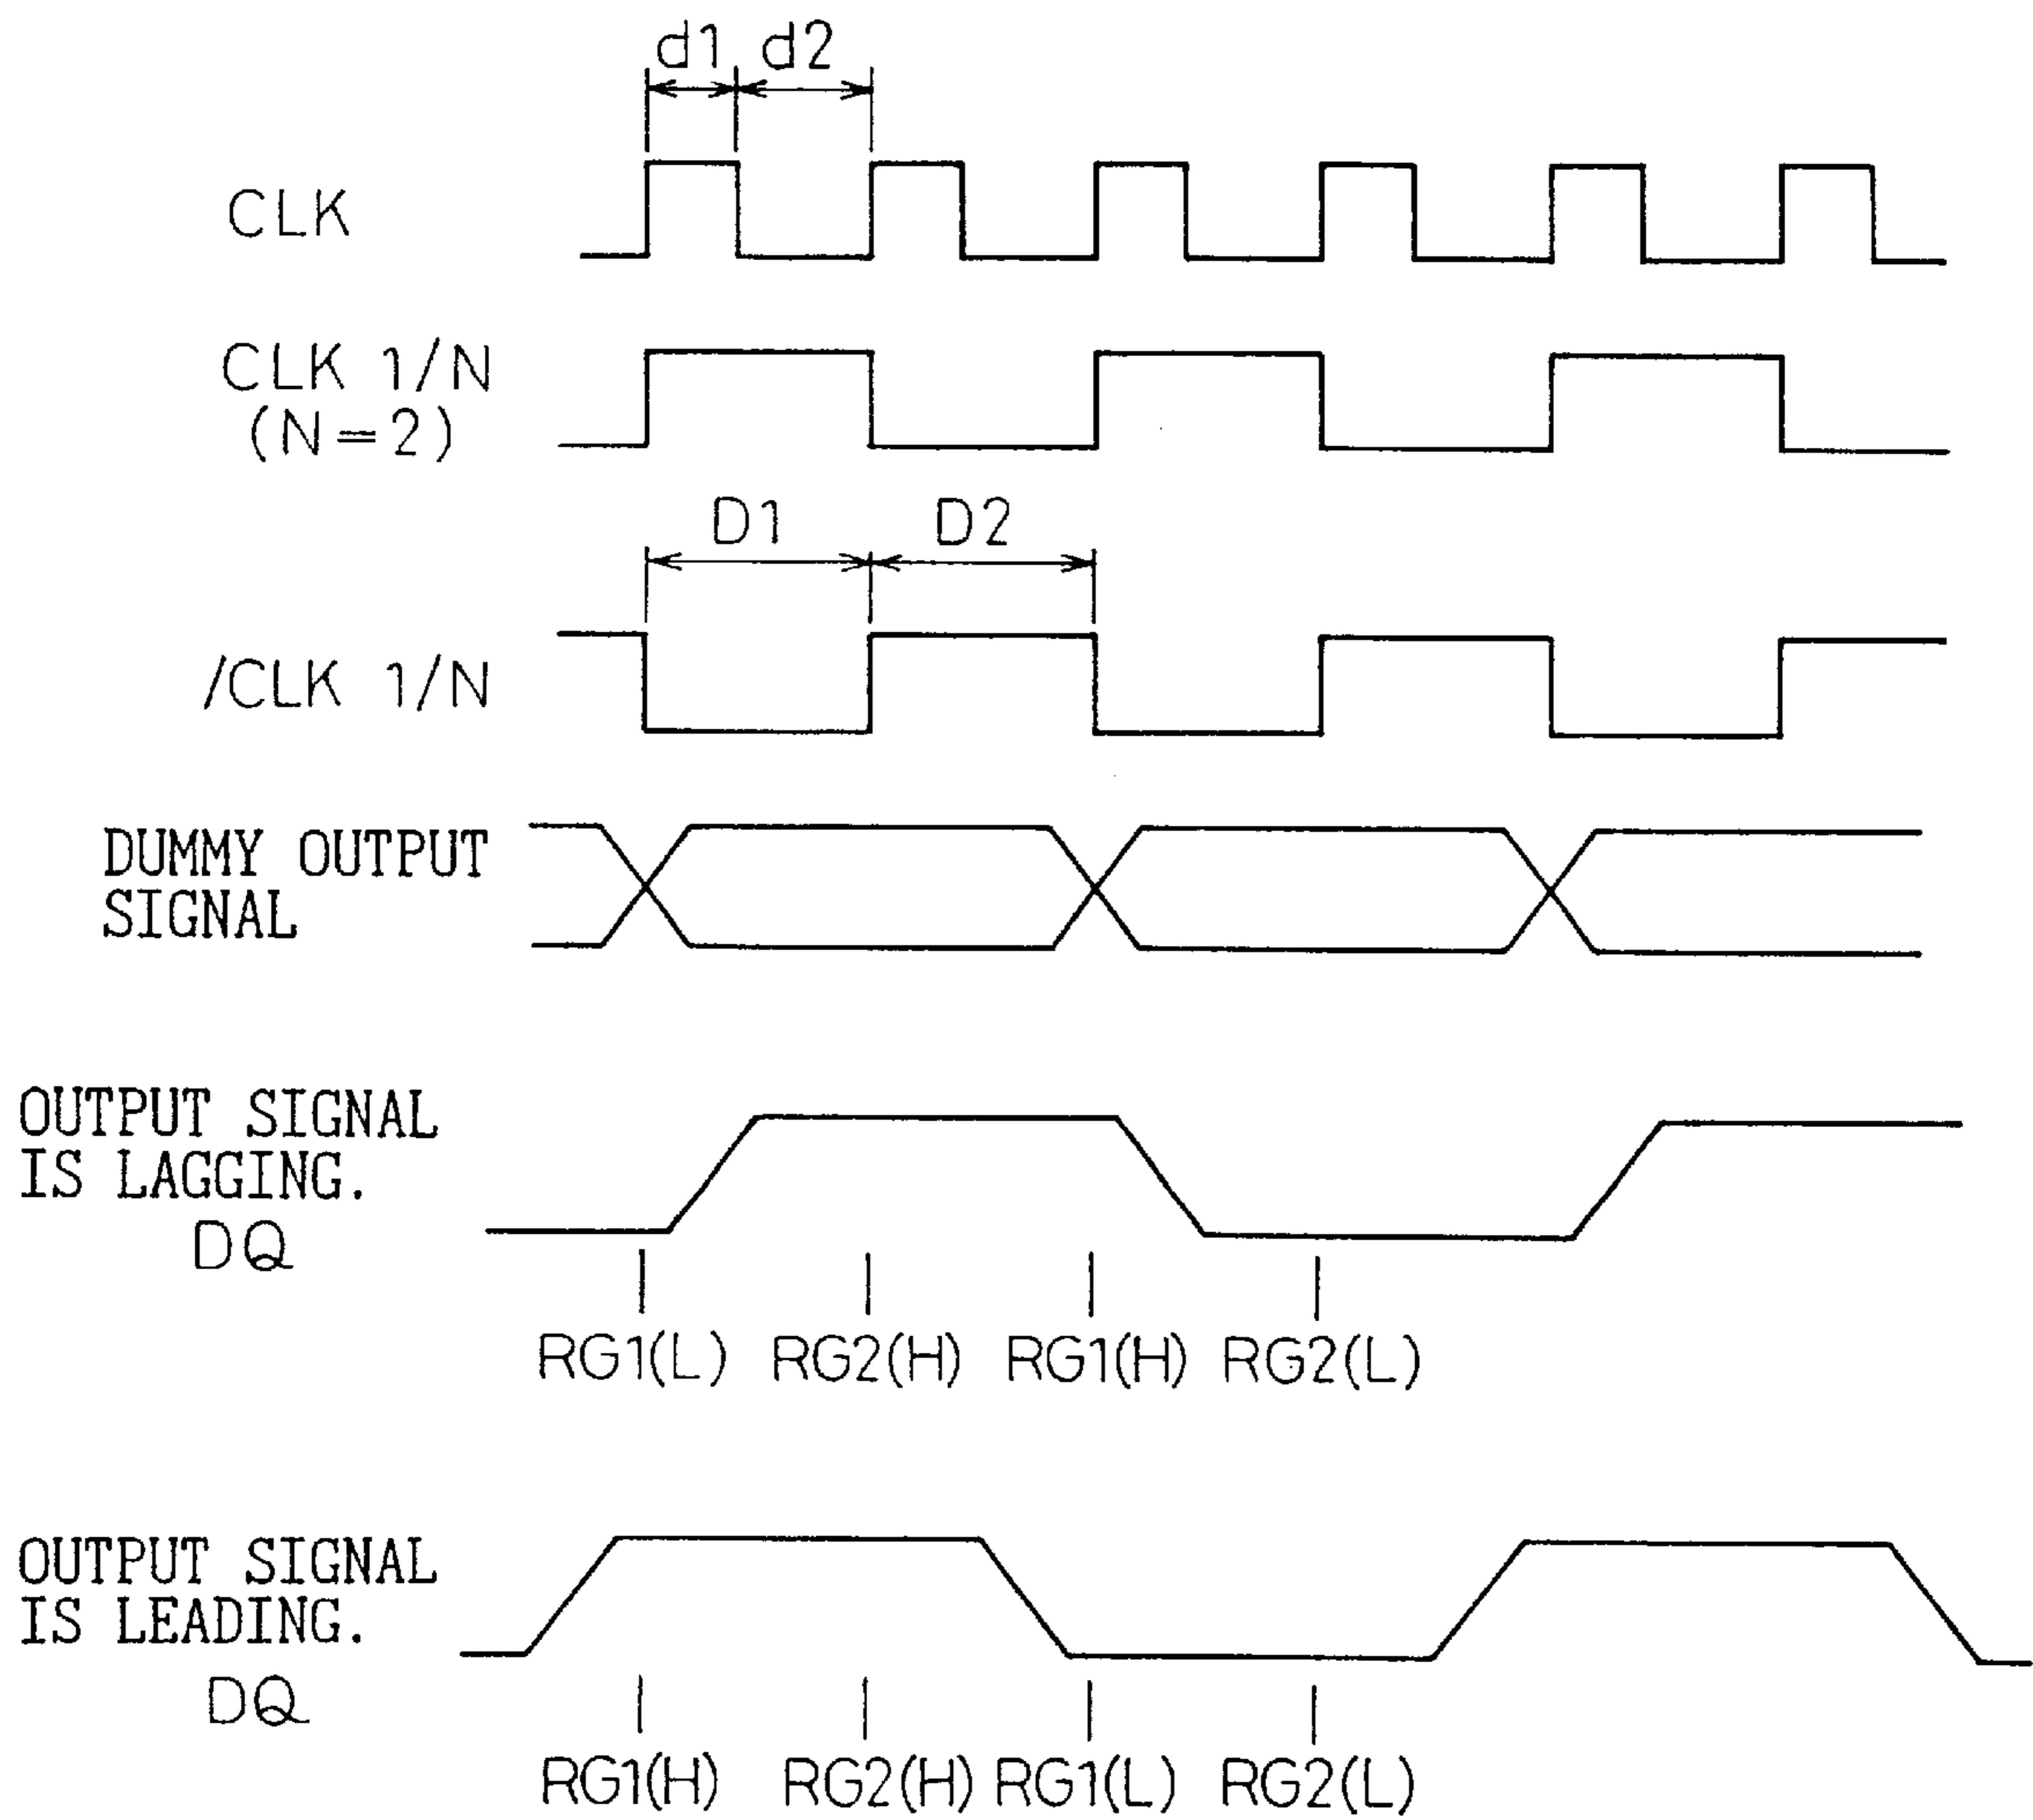 d1 d2
CLK
CLK 1/N
(N=2)
D1 D2
/CLK 1/N
DUMMY OUTPUT
SIGNAL
OUTPUT SIGNAL
IS LAGGING.
DQ
RG1(L) RG2(H) RG1(H) RG2(L)
OUTPUT SIGNAL
IS LEADING.
DQ
RG1(H) RG2(H) RG1(L) RG2(L)